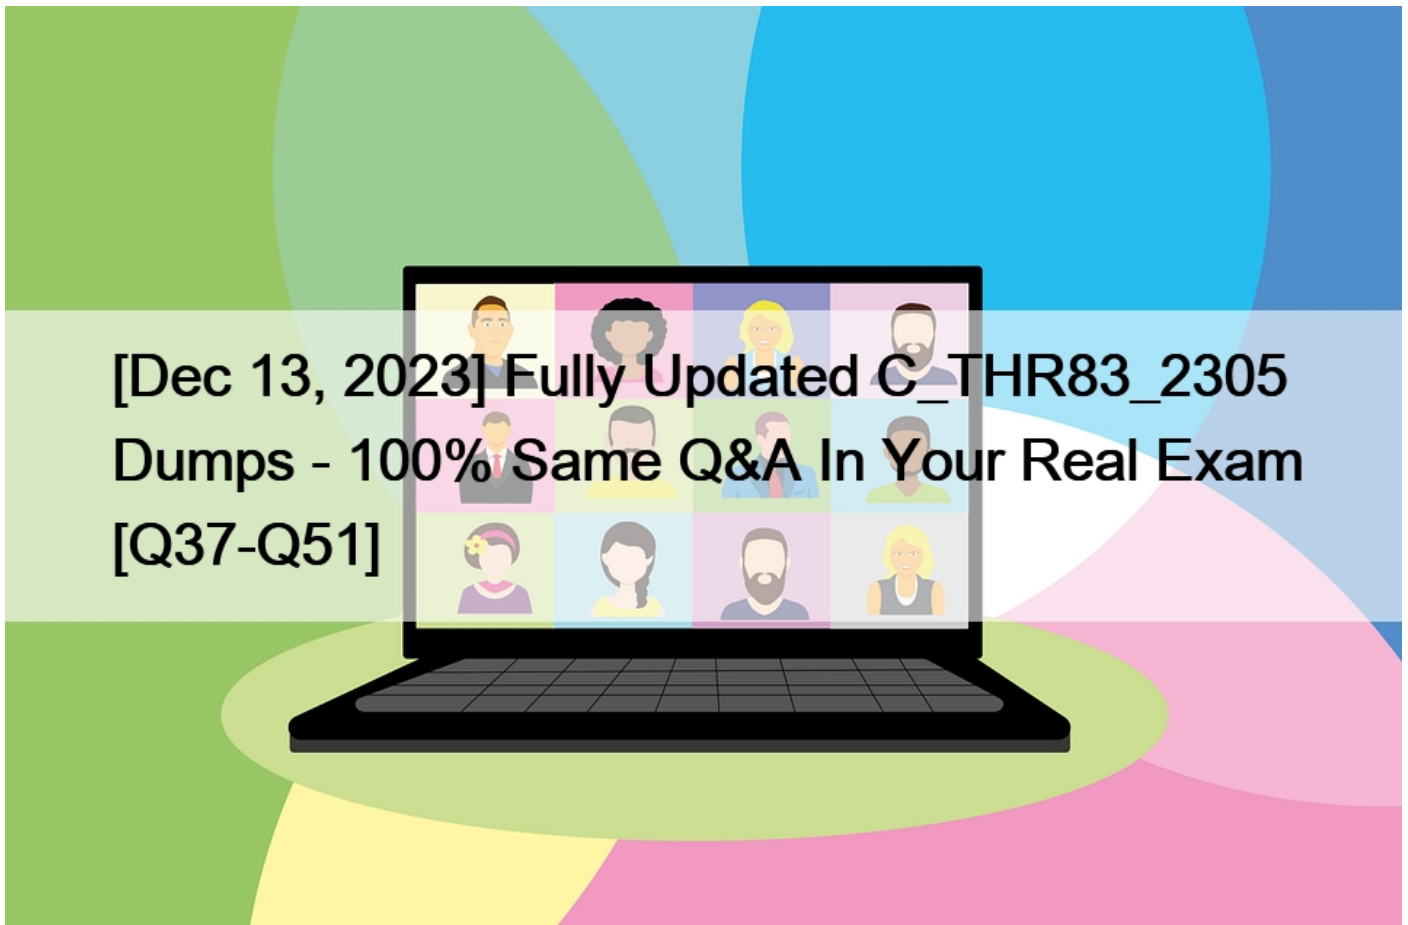 [Dec 13, 2023] Fully Updated C_THR83_2305
Dumps - 100% Same Q&A In Your Real Exam
[Q37-Q51]